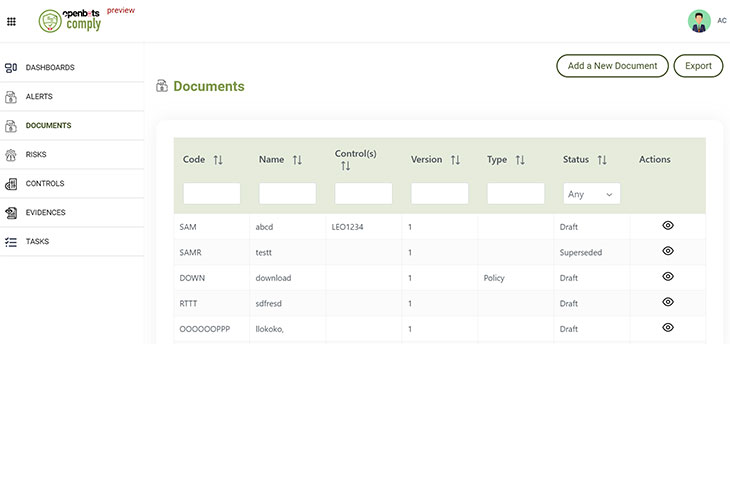 openbots
comply
preview
AC
DASHBOARDS
ALERTS
DOCUMENTS
RISKS
CONTROLS
EVIDENCES
TASKS
Add a New Document Export
Documents
Code Name Control(s) Version Type Status Actions
Any
SAM abcd LEO1234 1 Draft
SAMR testt 1 Superseded
DOWN download 1 Policy Draft
RTTT sdfresd 1 Draft
OOOOOOPPP llokoko, 1 Draft